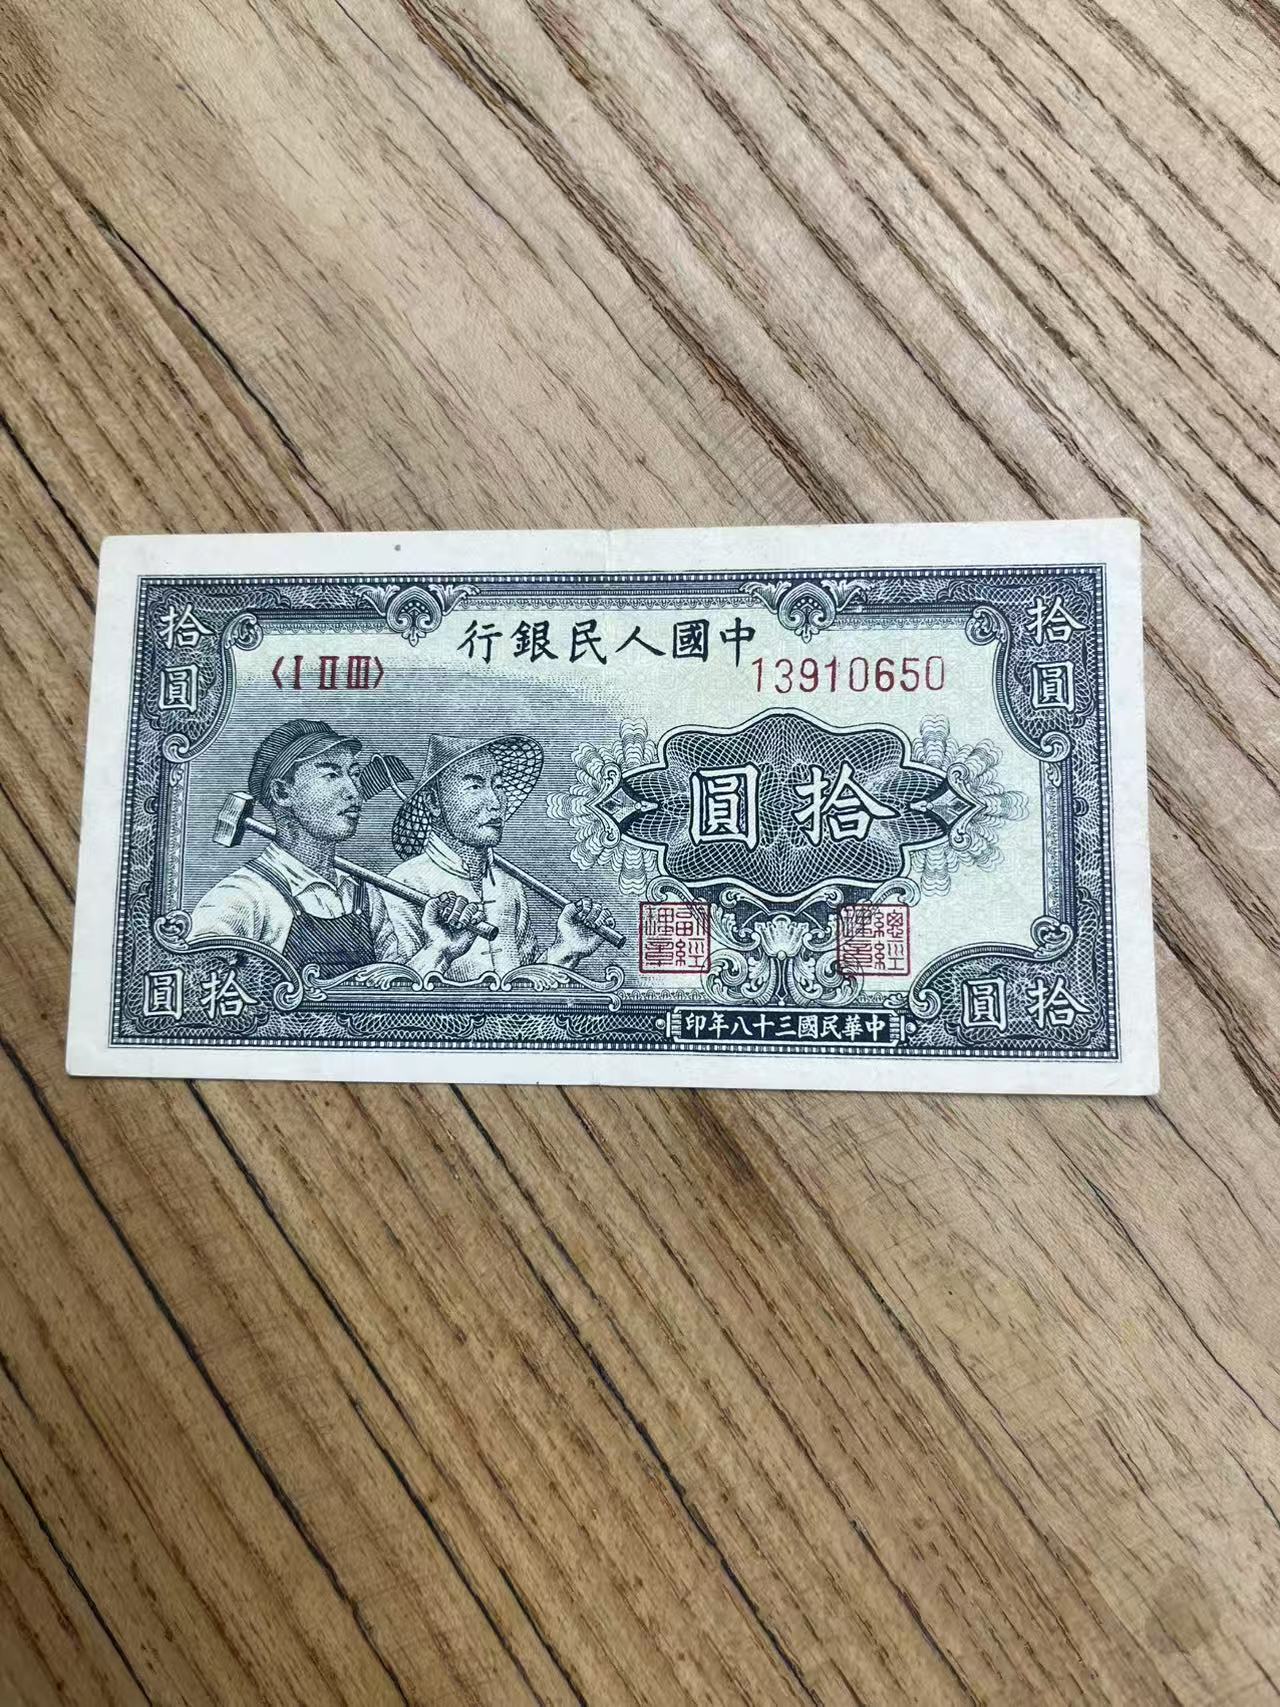 中國人民銀行
〈I II III〉
13910650
拾圓
拾圓
拾圓
總經理章
副經理章
拾圓
拾圓
中華民國三十八年印